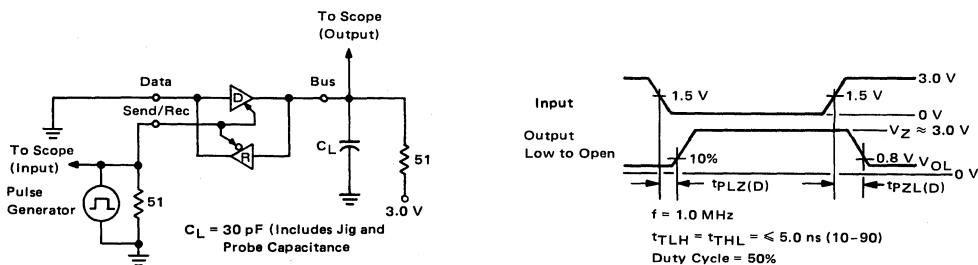 To Scope
(Output)
Data
Bus
Send/Rec
D
R
To Scope
(Input)
Pulse
Generator
51
CL
51
3.0 V
CL = 30 pF (Includes Jig and
Probe Capacitance
Input
3.0 V
1.5 V
1.5 V
0 V
Output
Low to Open
VZ ≈ 3.0 V
10%
0.8 V
VOL
0 V
tPLZ(D)
tPZL(D)
f = 1.0 MHz
tTLH = tTHL = ≤ 5.0 ns (10-90)
Duty Cycle = 50%